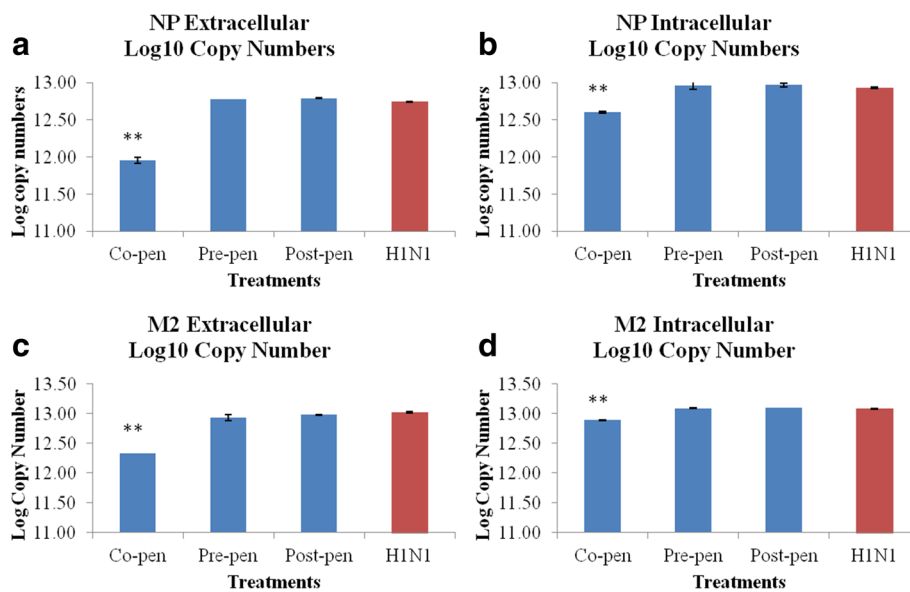 a
NP Extracellular
Log10 Copy Numbers
Log copy numbers
13.00
12.50
12.00
11.50
11.00
**
Co-pen Pre-pen Post-pen H1N1
Treatments
b
NP Intracellular
Log10 Copy Numbers
Log copy numbers
13.00
12.50
12.00
11.50
11.00
**
Co-pen Pre-pen Post-pen H1N1
Treatments
c
M2 Extracellular
Log10 Copy Number
Log Copy Number
13.50
13.00
12.50
12.00
11.50
11.00
**
Co-pen Pre-pen Post-pen H1N1
Treatments
d
M2 Intracellular
Log10 Copy Number
Log Copy Number
13.50
13.00
12.50
12.00
11.50
11.00
**
Co-pen Pre-pen Post-pen H1N1
Treatments